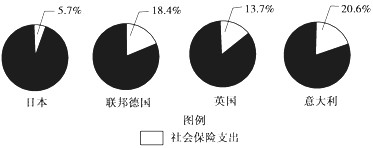 5.7% 18.4% 13.7% 20.6%
日本 联邦德国 英国 意大利
图例
社会保险支出